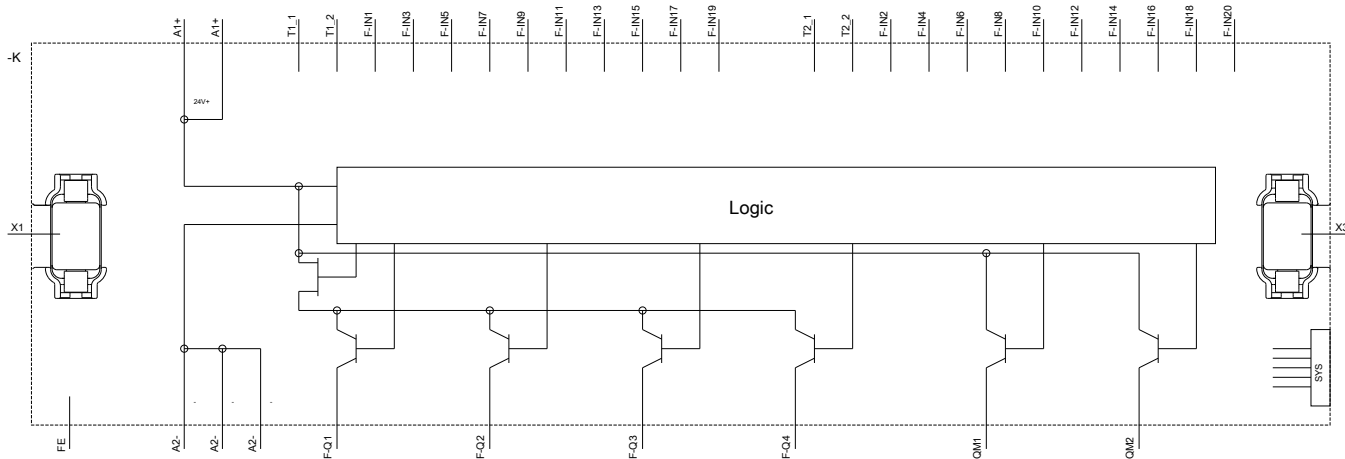 A1+
A1+
T1_1
T1_2
F-IN1
F-IN3
F-IN5
F-IN7
F-IN9
F-IN11
F-IN13
F-IN15
F-IN17
F-IN19
T2_1
T2_2
F-IN2
F-IN4
F-IN6
F-IN8
F-IN10
F-IN12
F-IN14
F-IN16
F-IN18
F-IN20
-K
24V+
Logic
X1
X3
SYS
-
-
-
FE
A2-
A2-
A2-
F-Q1
F-Q2
F-Q3
F-Q4
QM1
QM2